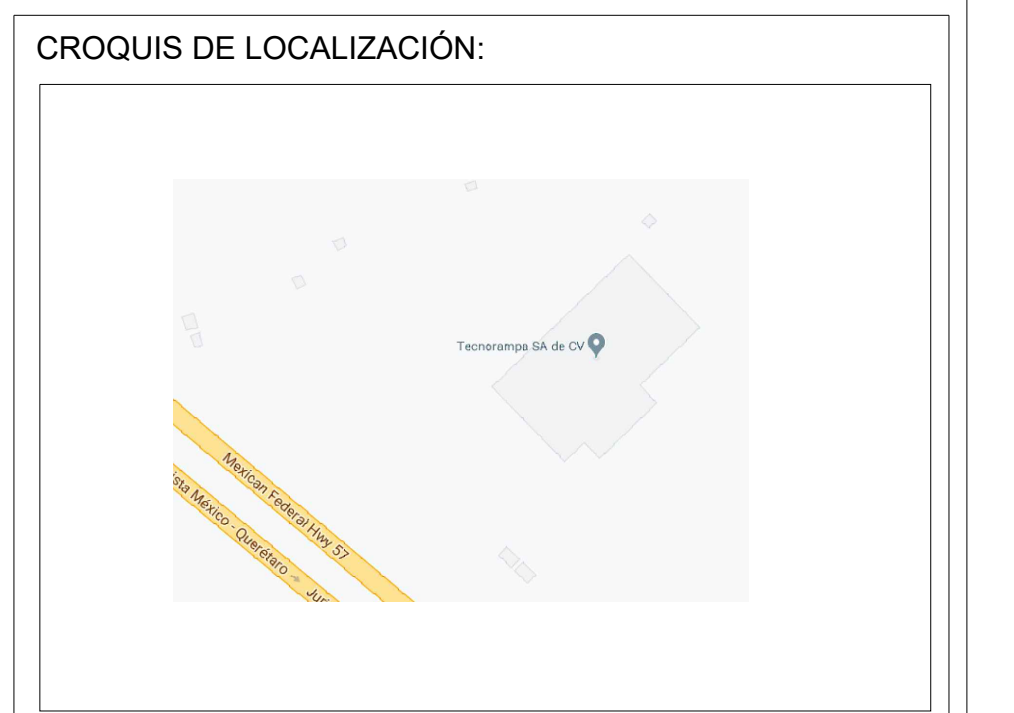 CROQUIS DE LOCALIZACIÓN:
Tecnorampa SA de CV
Mexican Federal Hwy 57
ista México - Querétaro